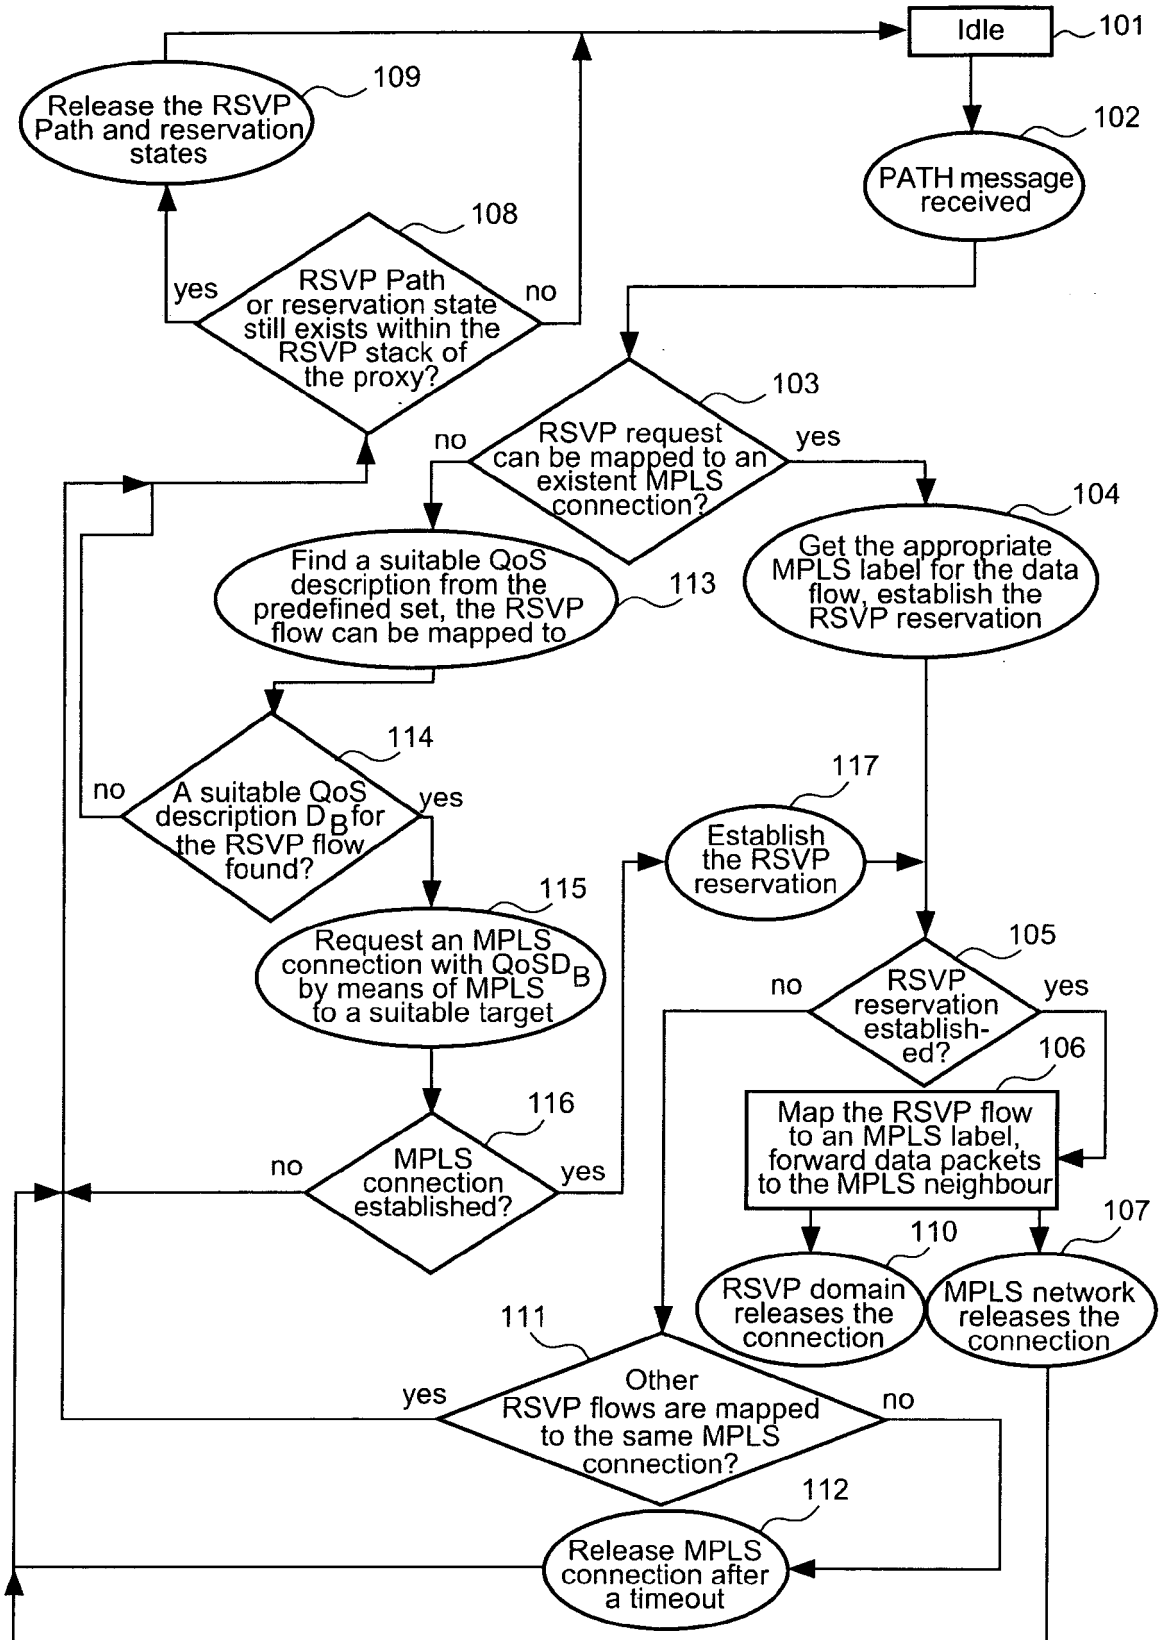 Idle
101
109
Release the RSVP
Path and reservation
states
102
PATH message
received
108
RSVP Path
or reservation state
still exists within the
RSVP stack of
the proxy?
yes
no
103
RSVP request
can be mapped to an
existent MPLS
connection?
no
yes
104
Get the appropriate
MPLS label for the data
flow, establish the
RSVP reservation
Find a suitable QoS
description from the
predefined set, the RSVP
flow can be mapped to
113
114
A suitable QoS
description DB for
the RSVP flow
found?
no
yes
117
Establish
the RSVP
reservation
115
Request an MPLS
connection with QoSDB
by means of MPLS
to a suitable target
105
RSVP
reservation
establish-
ed?
no
yes
106
Map the RSVP flow
to an MPLS label,
forward data packets
to the MPLS neighbour
116
MPLS
connection
established?
no
yes
110
RSVP domain
releases the
connection
107
MPLS network
releases the
connection
111
Other
RSVP flows are mapped
to the same MPLS
connection?
yes
no
112
Release MPLS
connection after
a timeout